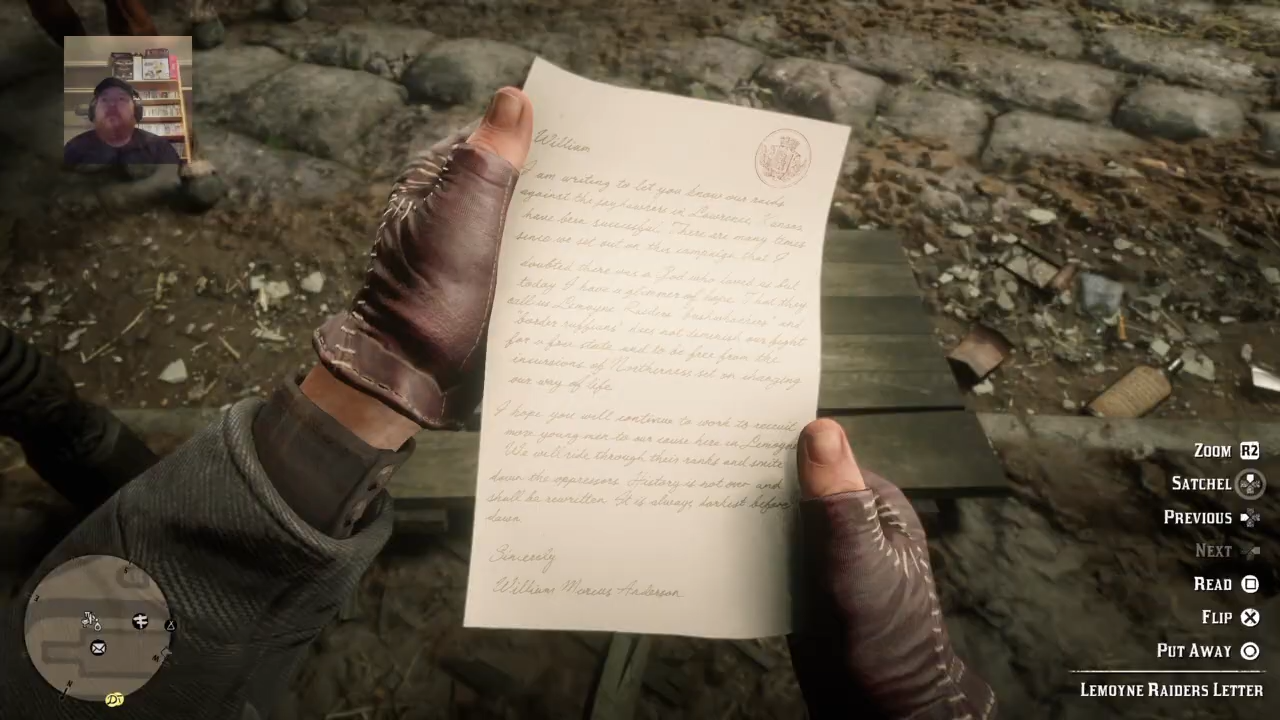 William
I am writing to let you know our raids
against the jayhawkers in Lawrence, Kansas
have been successful. There are many times
since we set out on this campaign that I
doubted there was a God who loved us but
today I have a glimmer of hope. That they
call us Lemoyne Raiders "bushwhackers" and
"border ruffians" does not diminish our fight
for a free state and to be free from the
incursions of Northerness set on changing
our way of life.
I hope you will continue to work to recruit
more young men to our cause here in Lemoyne
We will ride through their ranks and smite
down the oppressors. History is not over and
shall be rewritten. It is always darkest before
dawn.
Sincerely
William Marcus Anderson
ZOOM R2
SATCHEL
PREVIOUS
NEXT
READ
FLIP
PUT AWAY
LEMOYNE RAIDERS LETTER